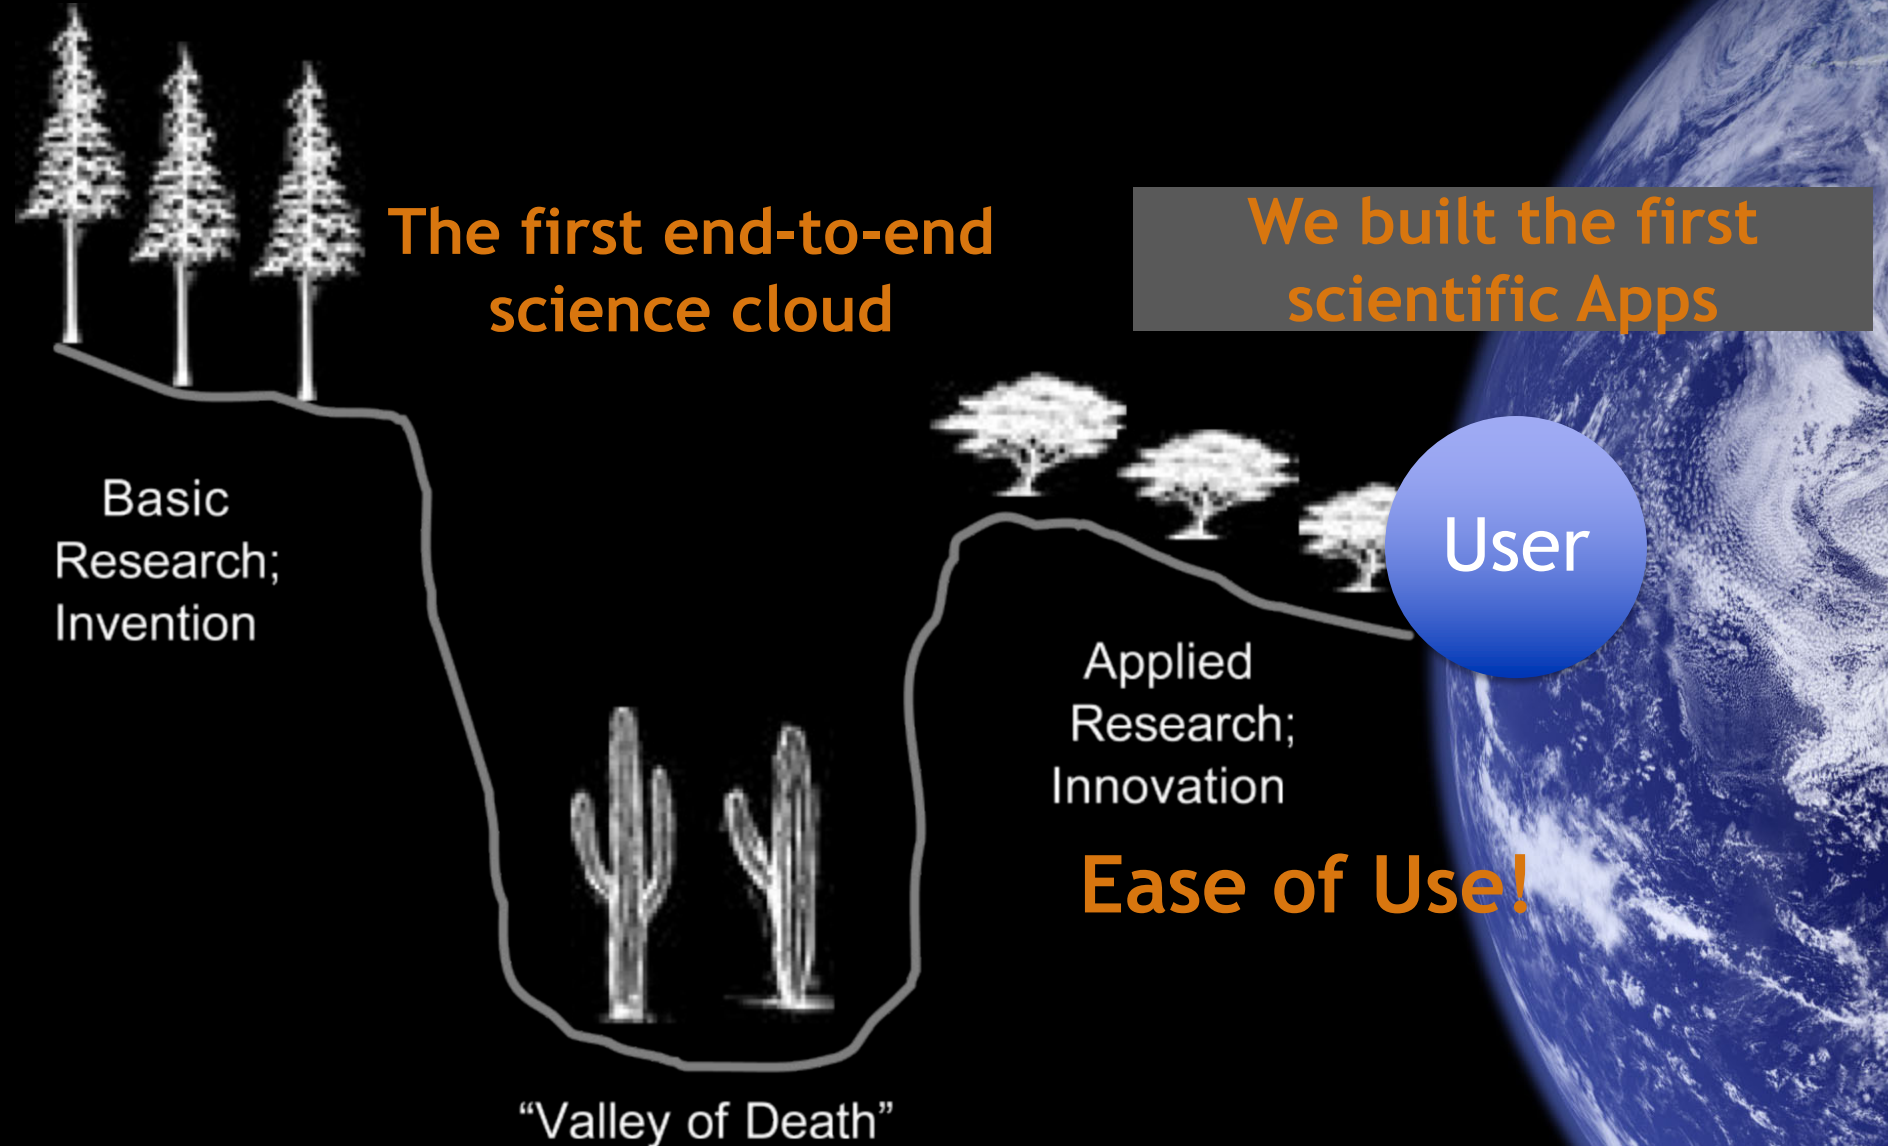 The first end-to-end
science cloud
We built the first
scientific Apps
Basic
Research;
Invention
User
Applied
Research;
Innovation
Ease of Use!
“Valley of Death”